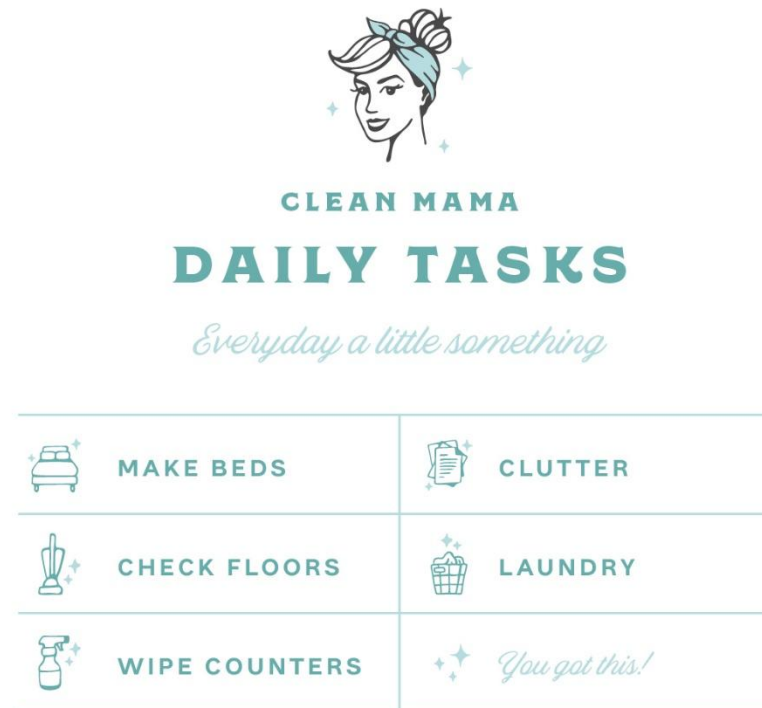 CLEAN MAMA
DAILY TASKS
Everyday a little something
MAKE BEDS
CLUTTER
CHECK FLOORS
LAUNDRY
WIPE COUNTERS
You got this!